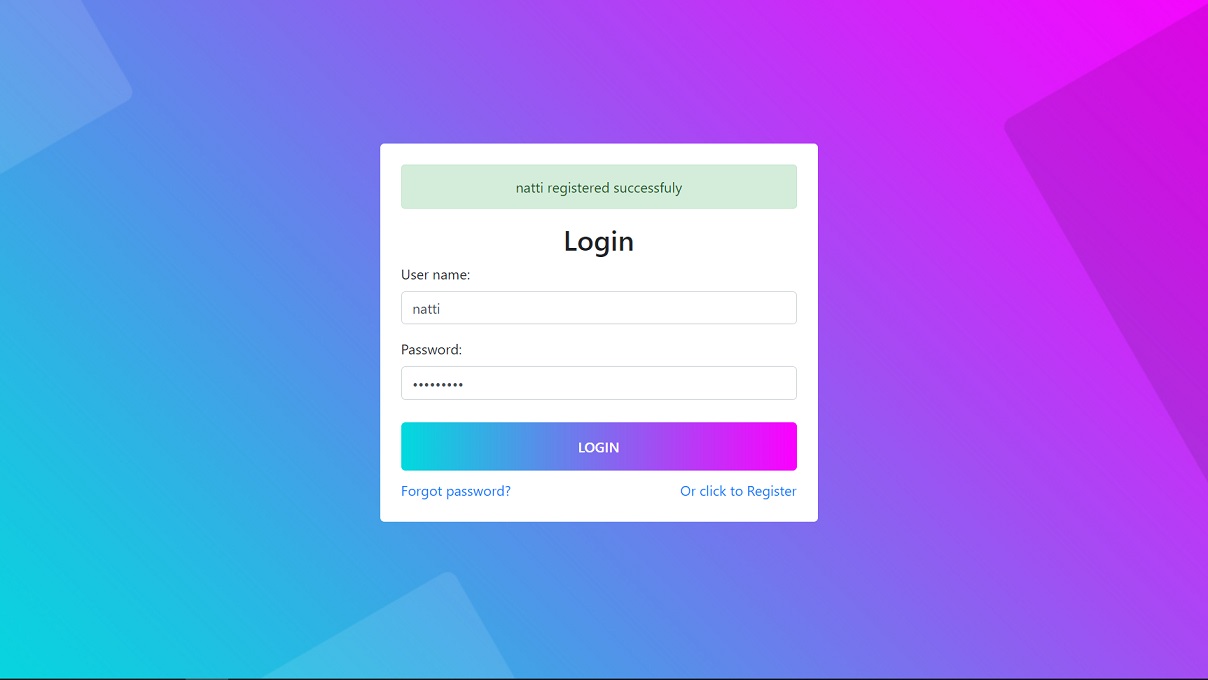 natti registered successfuly
Login
User name:
natti
Password:
•••••••••
LOGIN
Forgot password?
Or click to Register